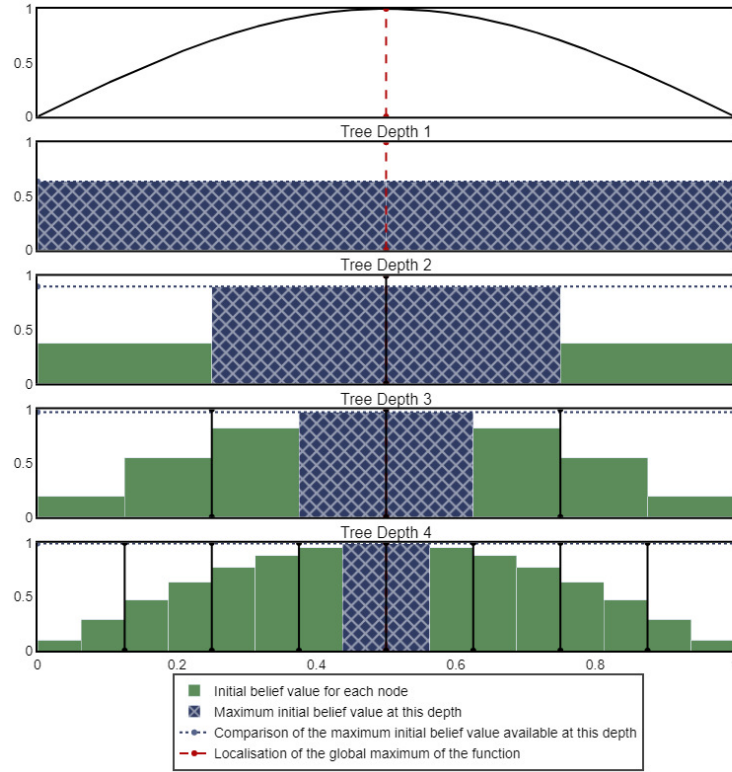 1
0.5
0
Tree Depth 1
1
0.5
0
Tree Depth 2
1
0.5
0
Tree Depth 3
1
0.5
0
Tree Depth 4
1
0.5
0
0 0.2 0.4 0.6 0.8 1
Initial belief value for each node
Maximum initial belief value at this depth
Comparison of the maximum initial belief value available at this depth
Localisation of the global maximum of the function